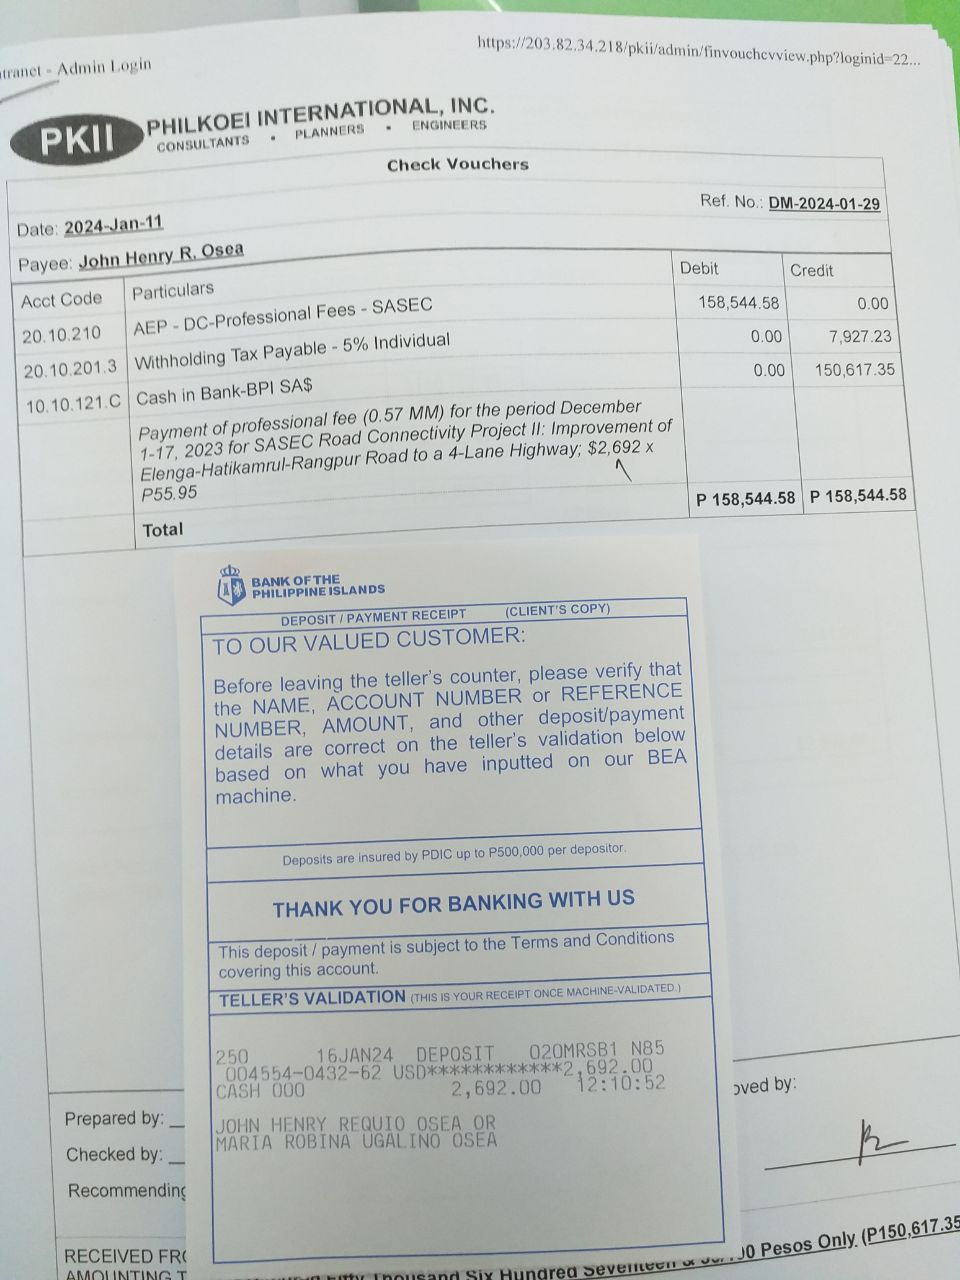 Admin Login
https://203.82.34.218/pkii/admin/finvouchcvview.php?loginid=22...
PKII
PHILKOEI INTERNATIONAL, INC.
CONSULTANTS • PLANNERS • ENGINEERS
Check Vouchers
Date: 2024-Jan-11
Ref. No.: DM-2024-01-29
Payee: John Henry R. Osea
Acct Code Particulars Debit Credit
20.10.210 AEP - DC-Professional Fees - SASEC 158,544.58 0.00
20.10.201.3 Withholding Tax Payable - 5% Individual 0.00 7,927.23
10.10.121.C Cash in Bank-BPI SA$ 0.00 150,617.35
Payment of professional fee (0.57 MM) for the period December
1-17, 2023 for SASEC Road Connectivity Project II: Improvement of
Elenga-Hatikamrul-Rangpur Road to a 4-Lane Highway; $2,692 x
P55.95
Total P 158,544.58 P 158,544.58
BANK OF THE
PHILIPPINE ISLANDS
DEPOSIT / PAYMENT RECEIPT (CLIENT'S COPY)
TO OUR VALUED CUSTOMER:
Before leaving the teller's counter, please verify that
the NAME, ACCOUNT NUMBER or REFERENCE
NUMBER, AMOUNT, and other deposit/payment
details are correct on the teller's validation below
based on what you have inputted on our BEA
machine.
Deposits are insured by PDIC up to P500,000 per depositor.
THANK YOU FOR BANKING WITH US
This deposit / payment is subject to the Terms and Conditions
covering this account.
TELLER'S VALIDATION (THIS IS YOUR RECEIPT ONCE MACHINE-VALIDATED.)
250 16JAN24 DEPOSIT 020MRSB1 N85
004554-0432-62 USD************2,692.00
CASH 000 2,692.00 12:10:52
JOHN HENRY REQUIO OSEA OR
MARIA ROBINA UGALINO OSEA
Prepared by:
Checked by:
Recommending
oved by:
RECEIVED FRO
AMOUNTING T
Fifty Thousand Six Hundred Seventeen & Pesos Only (P150,617.35